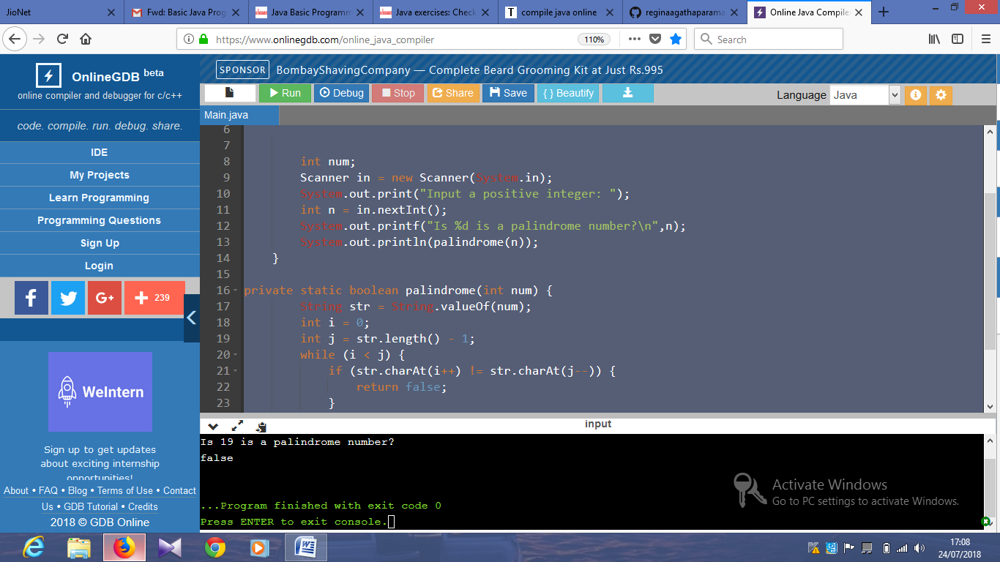 JioNet
Fwd: Basic Java Prog
Java Basic Programm
Java exercises: Check
compile java online
reginaagathaparama
Online Java Compiler
https://www.onlinegdb.com/online_java_compiler
110%
Search
OnlineGDB beta
online compiler and debugger for c/c++
code. compile. run. debug. share.
IDE
My Projects
Learn Programming
Programming Questions
Sign Up
Login
239
WeIntern
Sign up to get updates
about exciting internship
opportunities!
About • FAQ • Blog • Terms of Use • Contact
Us • GDB Tutorial • Credits
2018 © GDB Online
SPONSOR BombayShavingCompany — Complete Beard Grooming Kit at Just Rs.995
Run Debug Stop Share Save { } Beautify Language Java
Main.java
6
7
8 int num;
9 Scanner in = new Scanner(System.in);
10 System.out.print("Input a positive integer: ");
11 int n = in.nextInt();
12 System.out.printf("Is %d is a palindrome number?\n",n);
13 System.out.println(palindrome(n));
14 }
15
16 private static boolean palindrome(int num) {
17 String str = String.valueOf(num);
18 int i = 0;
19 int j = str.length() - 1;
20 while (i < j) {
21 if (str.charAt(i++) != str.charAt(j--)) {
22 return false;
23 }
input
Is 19 is a palindrome number?
false
...Program finished with exit code 0
Press ENTER to exit console.
Activate Windows
Go to PC settings to activate Windows.
17:08
24/07/2018